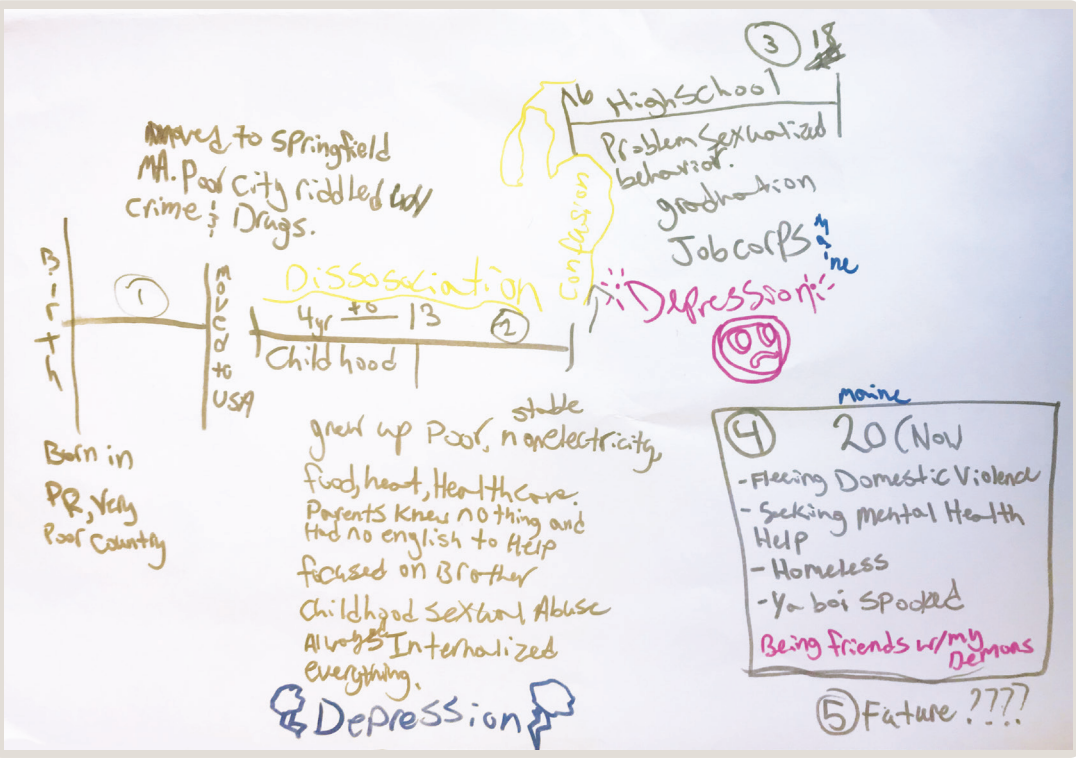 Birth
1
Born in
PR, Very
Poor Country
moved to USA
moved to Springfield
MA. Poor City riddled w/
Crime & Drugs.
Dissosciation
4yr to 13
2
Childhood
grew up Poor, no stable electricity,
food, heat, Healthcare.
Parents Knew nothing and
Had no english to Help
focused on Brother
Childhood Sexual Abuse
Always Internalized
everything.
Depression
Confusion
3
16 HighSchool 18
Problem Sexualized
behavior.
graduation
Jobcorps Maine
Depression
maine
4
20 (Now
- Fleeing Domestic Violence
- Seeking mental Health
Help
- Homeless
- Ya boi Spooked
Being friends w/my
Demons
5 Future ????